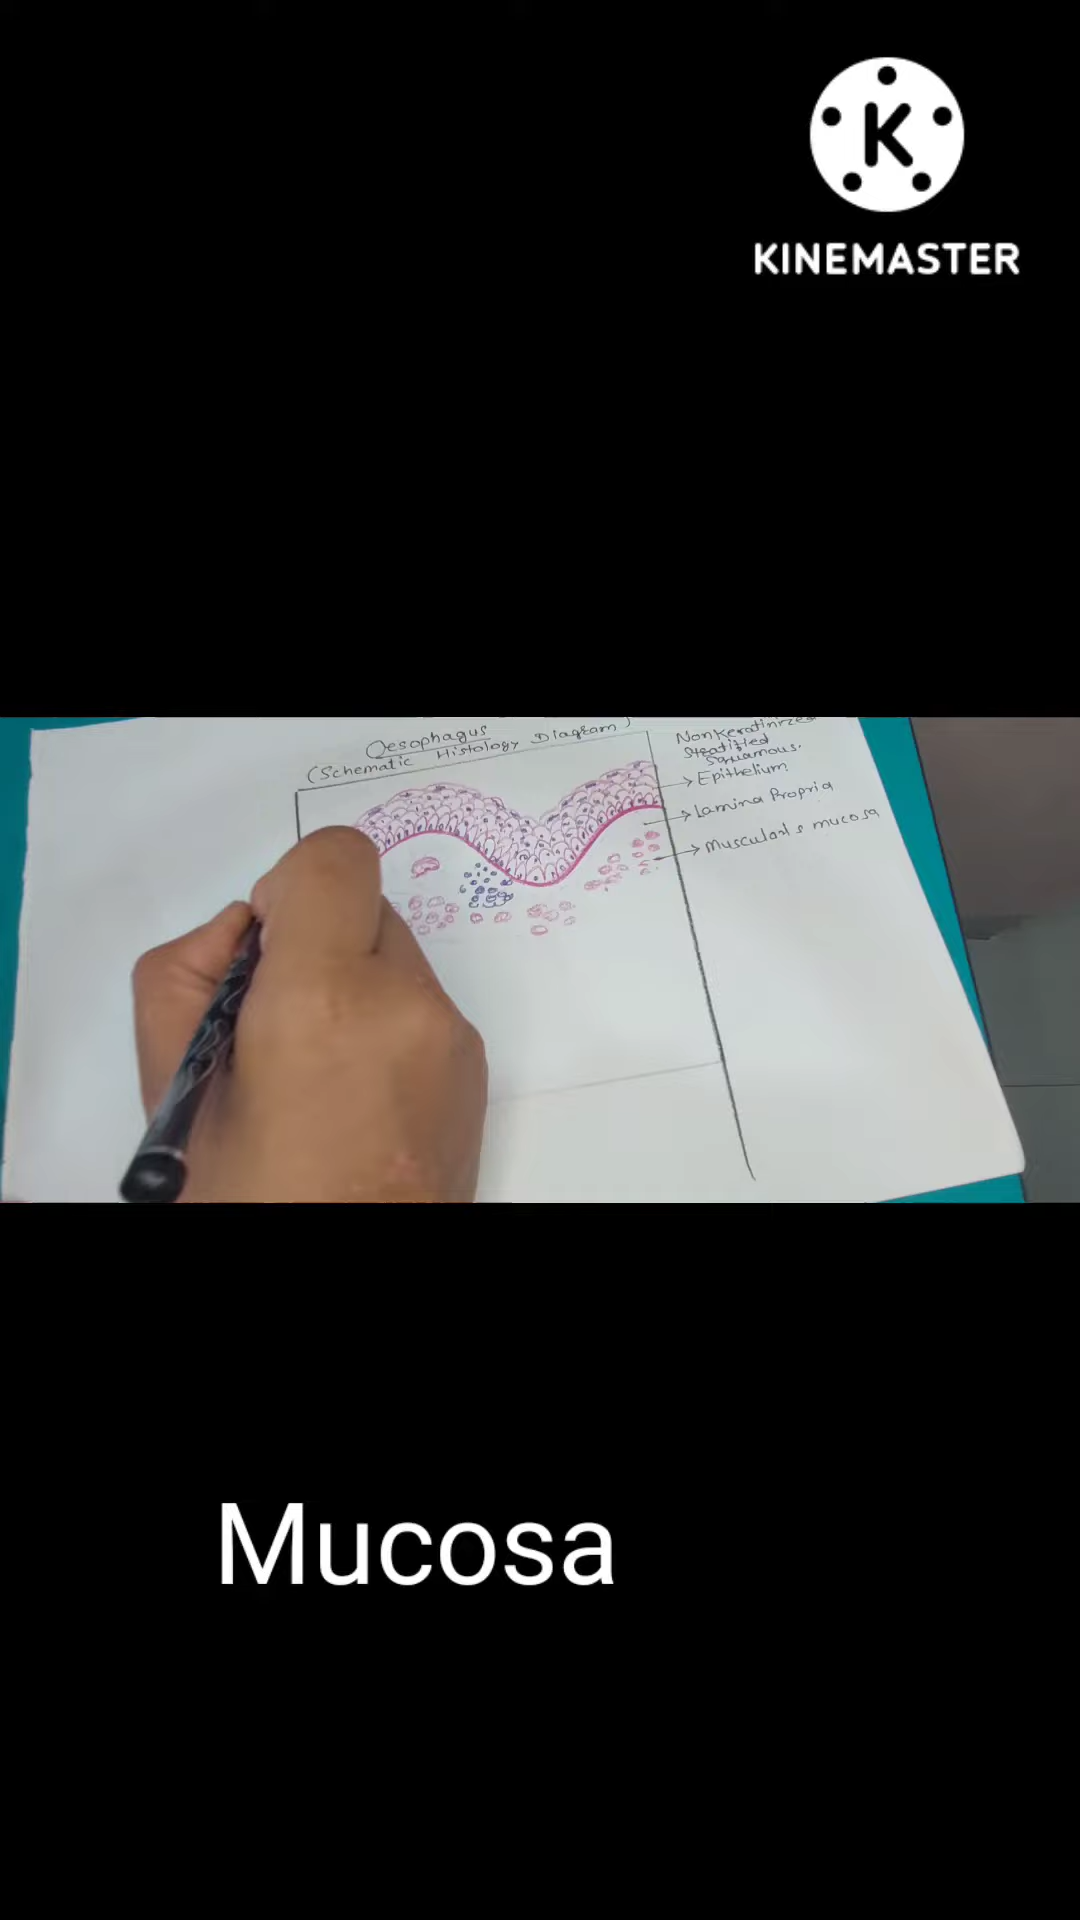 K
KINEMASTER
Oesophagus
(Schematic Histology Diagram)
Nonkeratinized
Stratified
Squamous.
Epithelium
Lamina Propria
Muscularis mucosa
Mucosa